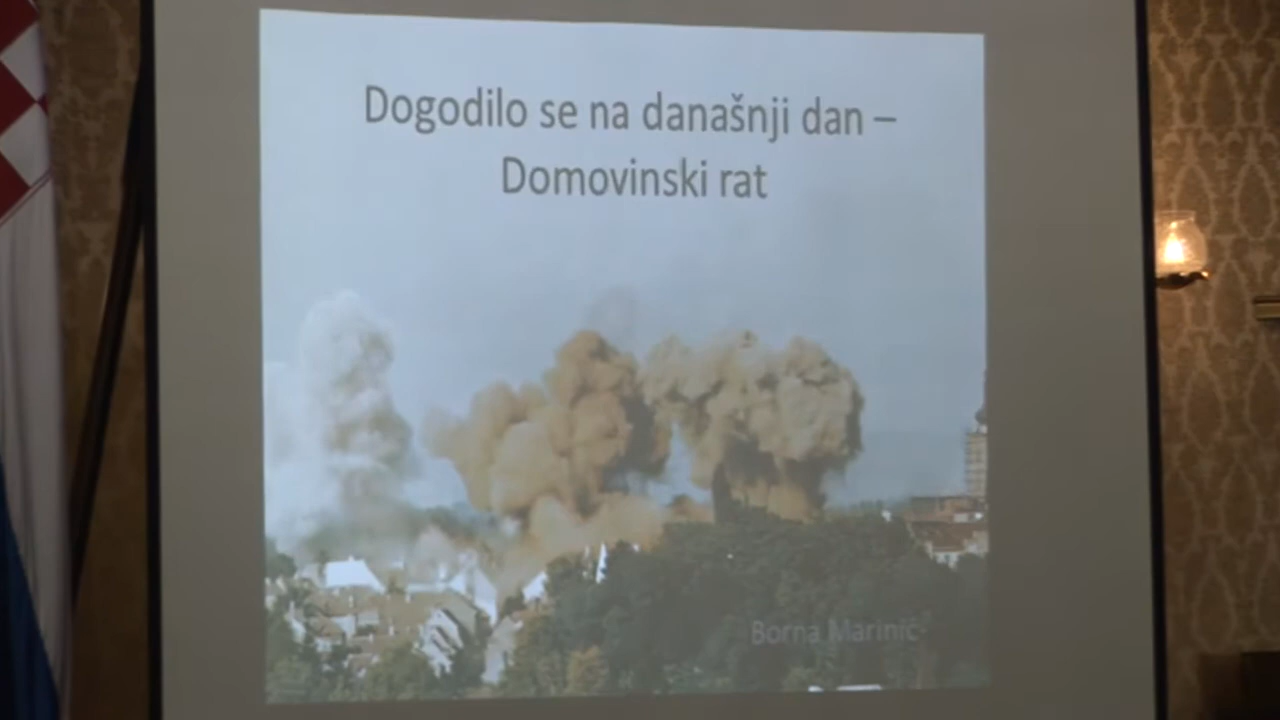 Dogodilo se na današnji dan –
Domovinski rat
Borna Marinić